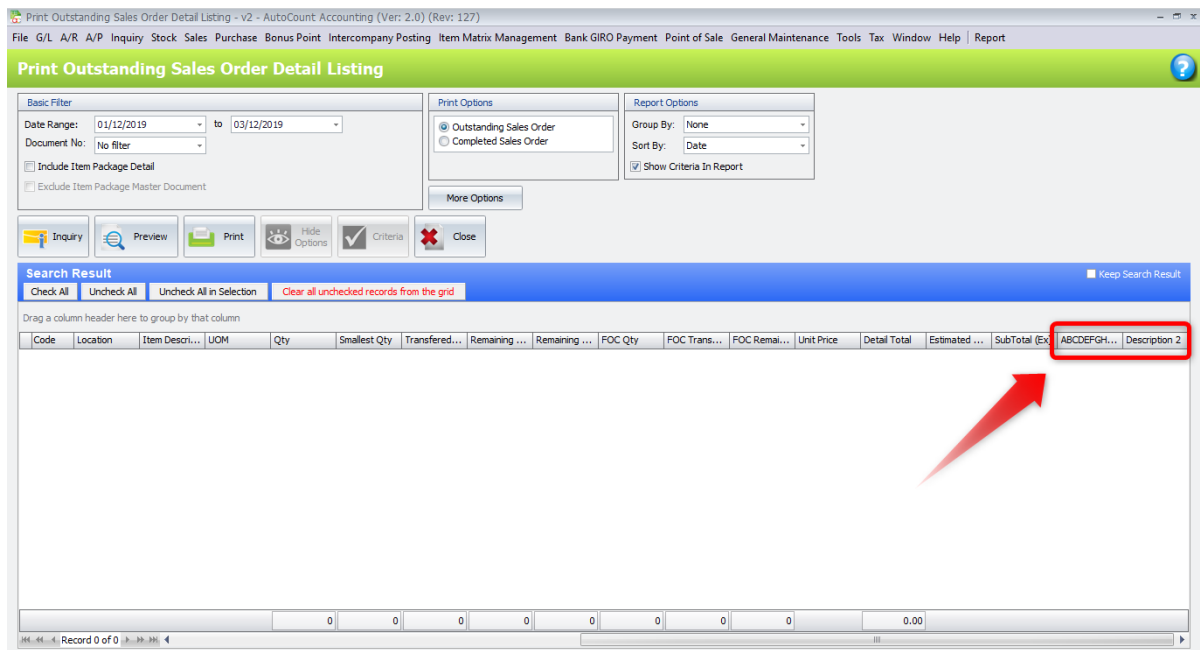 Print Outstanding Sales Order Detail Listing - v2 - AutoCount Accounting (Ver: 2.0) (Rev: 127)
File G/L A/R A/P Inquiry Stock Sales Purchase Bonus Point Intercompany Posting Item Matrix Management Bank GIRO Payment Point of Sale General Maintenance Tools Tax Window Help Report
Print Outstanding Sales Order Detail Listing ?
Basic Filter Print Options Report Options
Date Range: 01/12/2019 to 03/12/2019 Outstanding Sales Order Group By: None
Document No: No filter Completed Sales Order Sort By: Date
Include Item Package Detail Show Criteria In Report
Exclude Item Package Master Document
More Options
Inquiry Preview Print Hide Options Criteria Close
Search Result Keep Search Result
Check All Uncheck All Uncheck All in Selection Clear all unchecked records from the grid
Drag a column header here to group by that column
Code Location Item Descri... UOM Qty Smallest Qty Transfered... Remaining ... Remaining ... FOC Qty FOC Trans... FOC Remai... Unit Price Detail Total Estimated ... SubTotal (Ex) ABCDEFGH... Description 2
0 0 0 0 0 0 0 0 0.00
Record 0 of 0